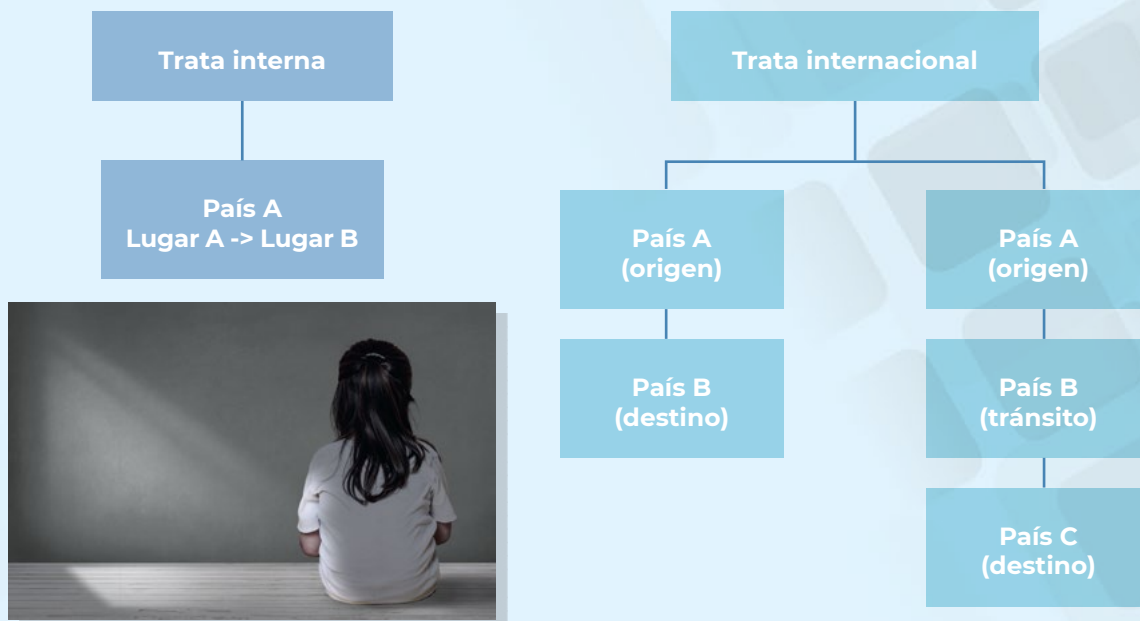 Trata interna
País A
Lugar A -> Lugar B
Trata internacional
País A
(origen)
País B
(destino)
País A
(origen)
País B
(tránsito)
País C
(destino)